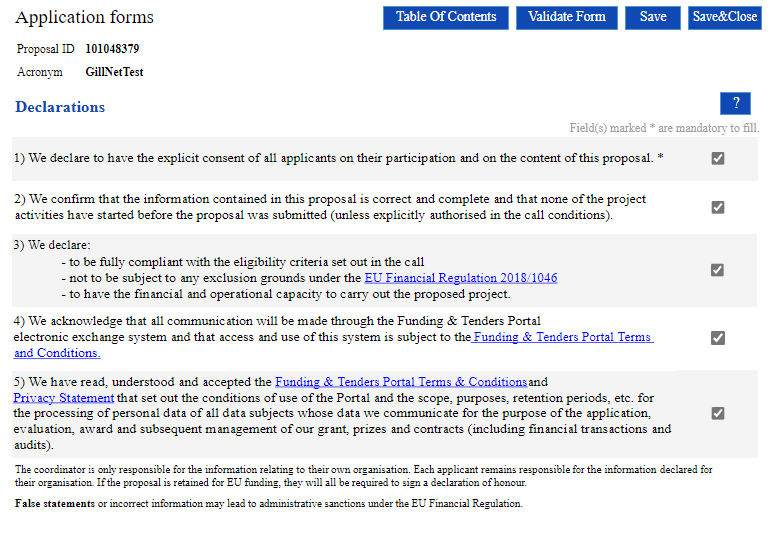 Application forms
Table Of Contents
Validate Form
Save
Save&Close
Proposal ID 101048379
Acronym GillNetTest
Declarations
?
Field(s) marked * are mandatory to fill.
1) We declare to have the explicit consent of all applicants on their participation and on the content of this proposal. *
2) We confirm that the information contained in this proposal is correct and complete and that none of the project
activities have started before the proposal was submitted (unless explicitly authorised in the call conditions).
3) We declare:
- to be fully compliant with the eligibility criteria set out in the call
- not to be subject to any exclusion grounds under the EU Financial Regulation 2018/1046
- to have the financial and operational capacity to carry out the proposed project.
4) We acknowledge that all communication will be made through the Funding & Tenders Portal
electronic exchange system and that access and use of this system is subject to the Funding & Tenders Portal Terms
and Conditions.
5) We have read, understood and accepted the Funding & Tenders Portal Terms & Conditions and
Privacy Statement that set out the conditions of use of the Portal and the scope, purposes, retention periods, etc. for
the processing of personal data of all data subjects whose data we communicate for the purpose of the application,
evaluation, award and subsequent management of our grant, prizes and contracts (including financial transactions and
audits).
The coordinator is only responsible for the information relating to their own organisation. Each applicant remains responsible for the information declared for
their organisation. If the proposal is retained for EU funding, they will all be required to sign a declaration of honour.
False statements or incorrect information may lead to administrative sanctions under the EU Financial Regulation.